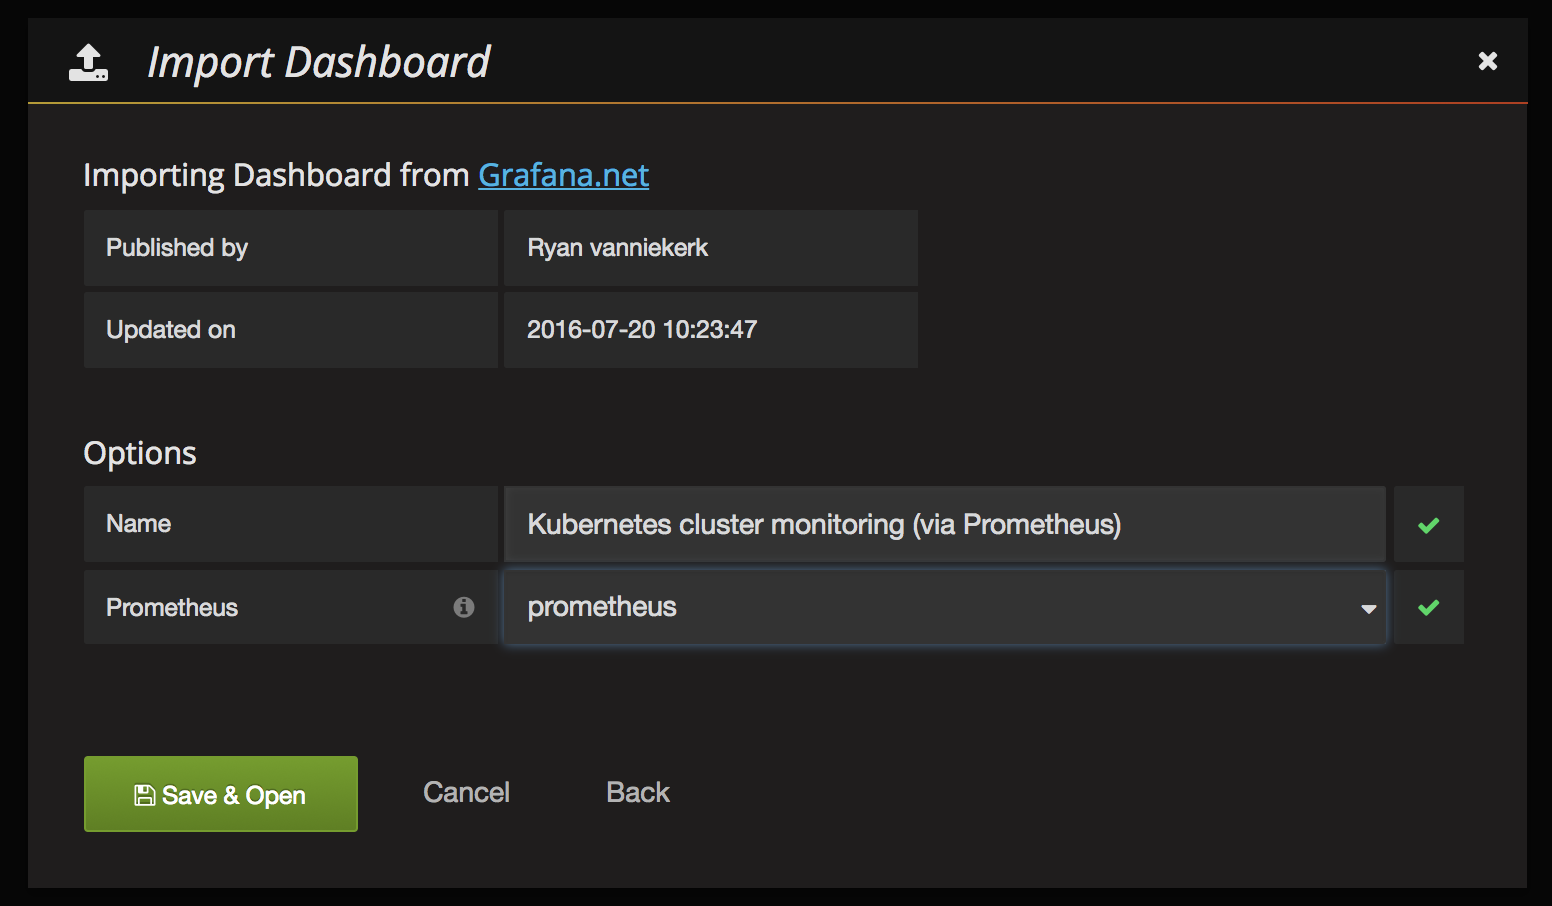 Import Dashboard
Importing Dashboard from Grafana.net
Published by Ryan vanniekerk
Updated on 2016-07-20 10:23:47
Options
Name Kubernetes cluster monitoring (via Prometheus)
Prometheus prometheus
Save & Open Cancel Back